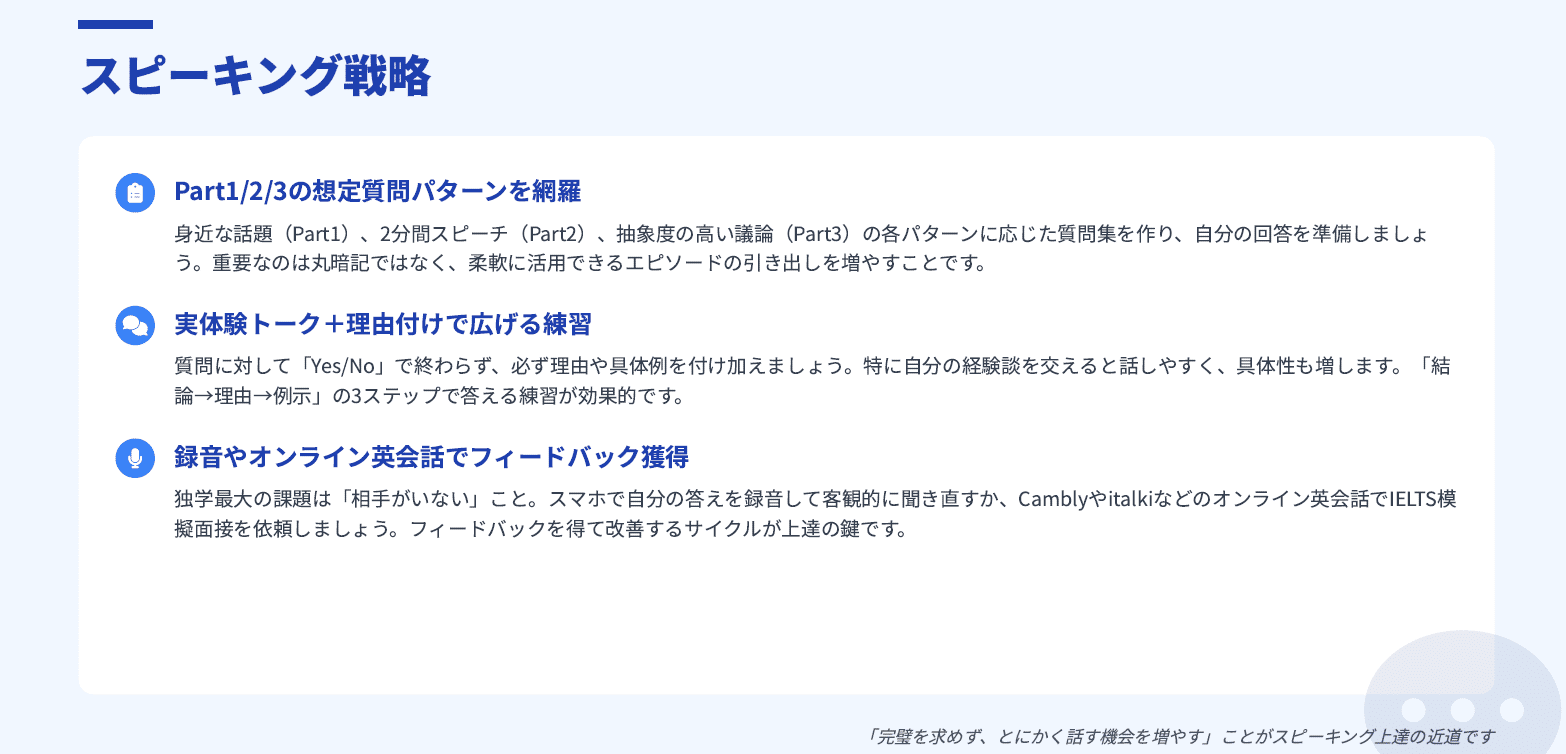 スピーキング戦略
Part1/2/3の想定質問パターンを網羅
身近な話題（Part1）、2分間スピーチ（Part2）、抽象度の高い議論（Part3）の各パターンに応じた質問集を作り、自分の回答を準備しましょ
う。重要なのは丸暗記ではなく、柔軟に活用できるエピソードの引き出しを増やすことです。
実体験トーク＋理由付けで広げる練習
質問に対して「Yes/No」で終わらず、必ず理由や具体例を付け加えましょう。特に自分の経験談を交えると話しやすく、具体性も増します。「結
論→理由→例示」の3ステップで答える練習が効果的です。
録音やオンライン英会話でフィードバック獲得
独学最大の課題は「相手がいない」こと。スマホで自分の答えを録音して客観的に聞き直すか、Camblyやitalkiなどのオンライン英会話でIELTS模
擬面接を依頼しましょう。フィードバックを得て改善するサイクルが上達の鍵です。
「完璧を求めず、とにかく話す機会を増やす」ことがスピーキング上達の近道です